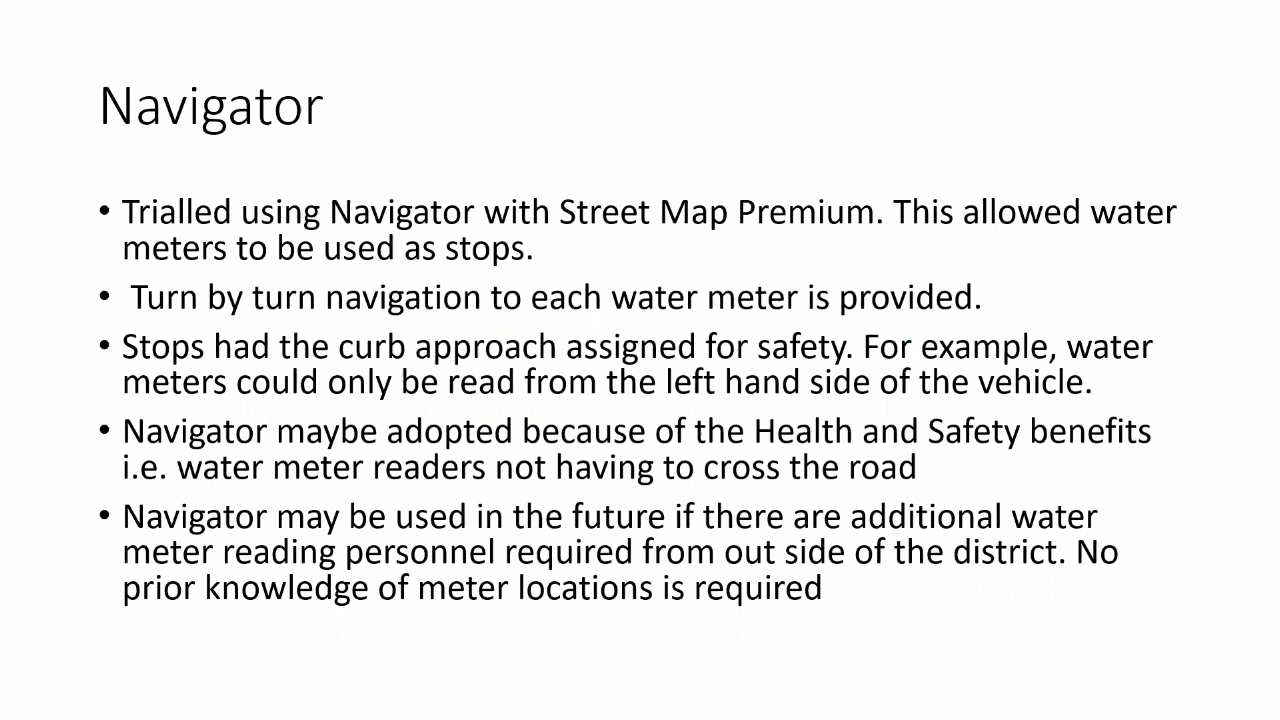 Navigator
• Trialled using Navigator with Street Map Premium. This allowed water
meters to be used as stops.
• Turn by turn navigation to each water meter is provided.
• Stops had the curb approach assigned for safety. For example, water
meters could only be read from the left hand side of the vehicle.
• Navigator maybe adopted because of the Health and Safety benefits
i.e. water meter readers not having to cross the road
• Navigator may be used in the future if there are additional water
meter reading personnel required from out side of the district. No
prior knowledge of meter locations is required